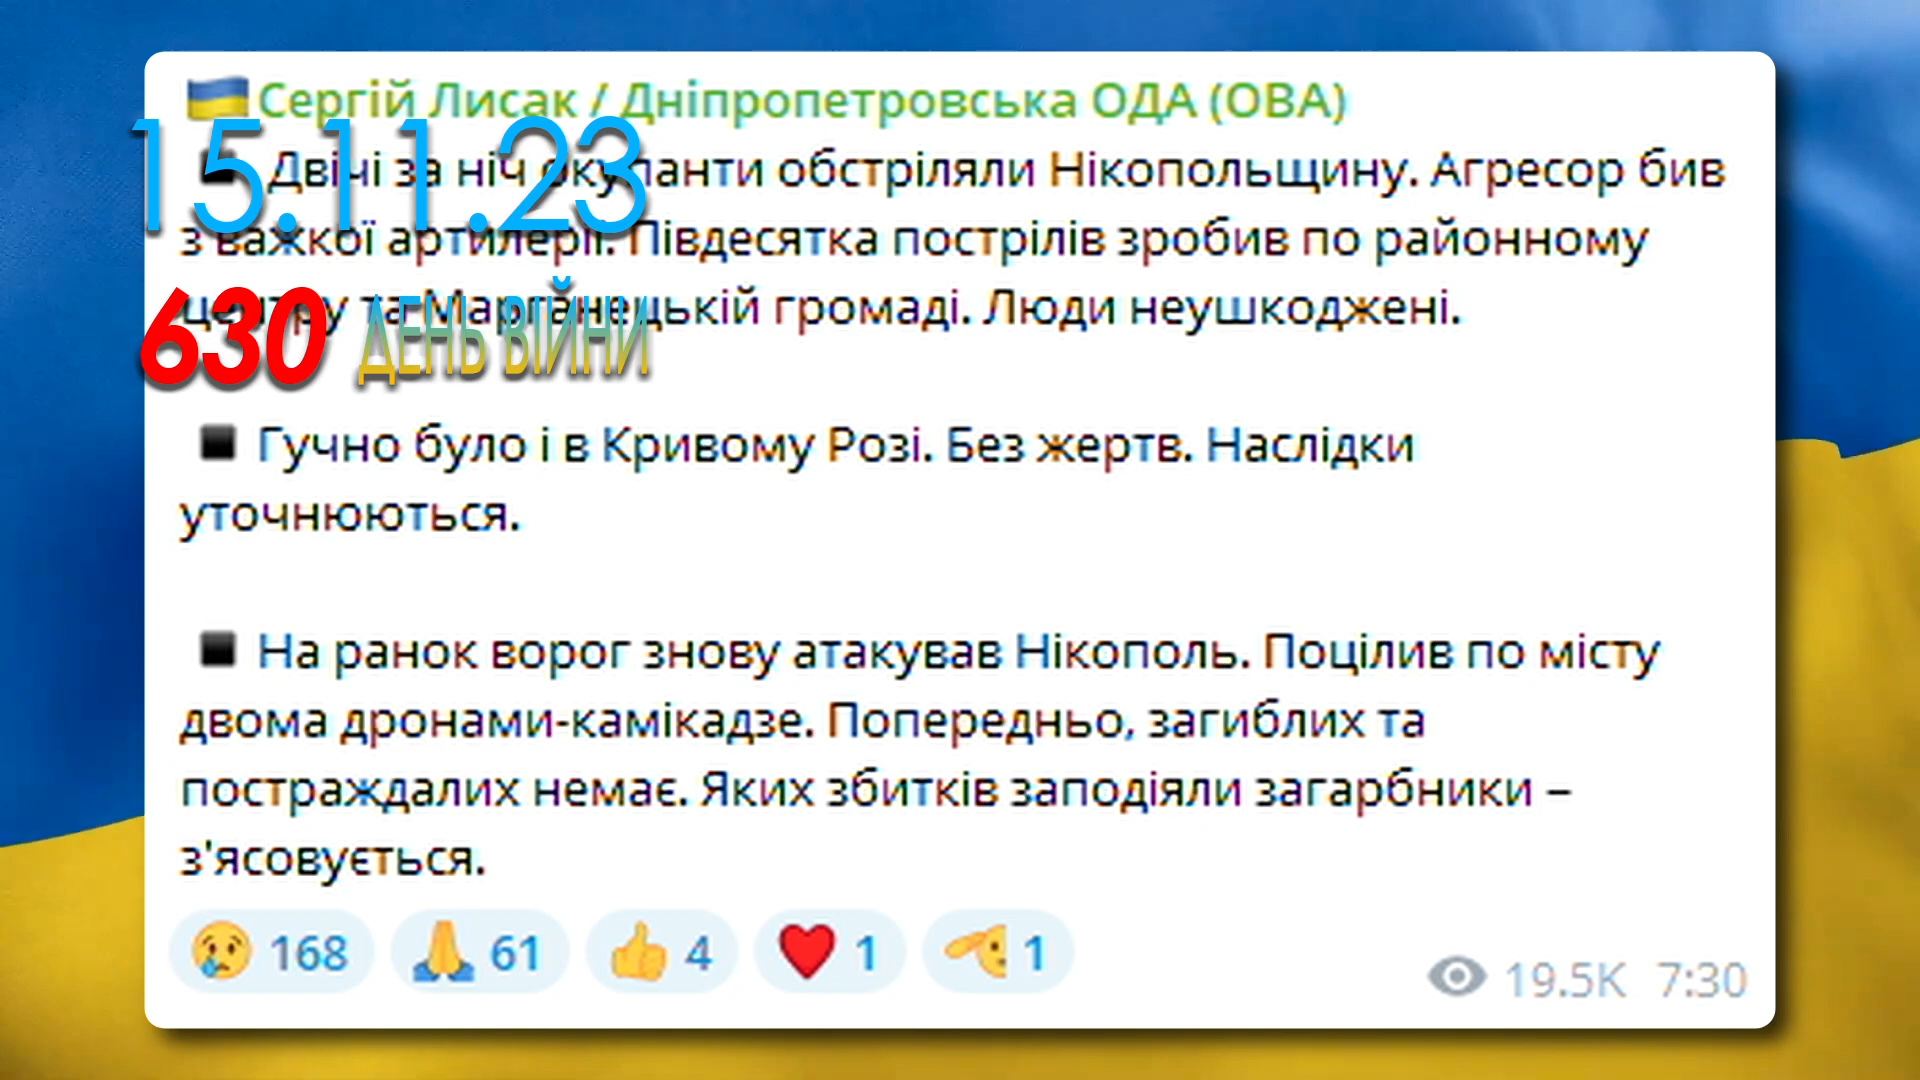 Сергій Лисак / Дніпропетровська ОДА (ОВА)
15.11.23
Двічі за ніч окупанти обстріляли Нікопольщину. Агресор бив
з важкої артилерії. Півдесятка пострілів зробив по районному
центру та Марганецькій громаді. Люди неушкоджені.
630 ДЕНЬ ВІЙНИ
Гучно було і в Кривому Розі. Без жертв. Наслідки
уточнюються.
На ранок ворог знову атакував Нікополь. Поцілив по місту
двома дронами-камікадзе. Попередньо, загиблих та
постраждалих немає. Яких збитків заподіяли загарбники –
з'ясовується.
168 61 4 1 1
19.5K 7:30